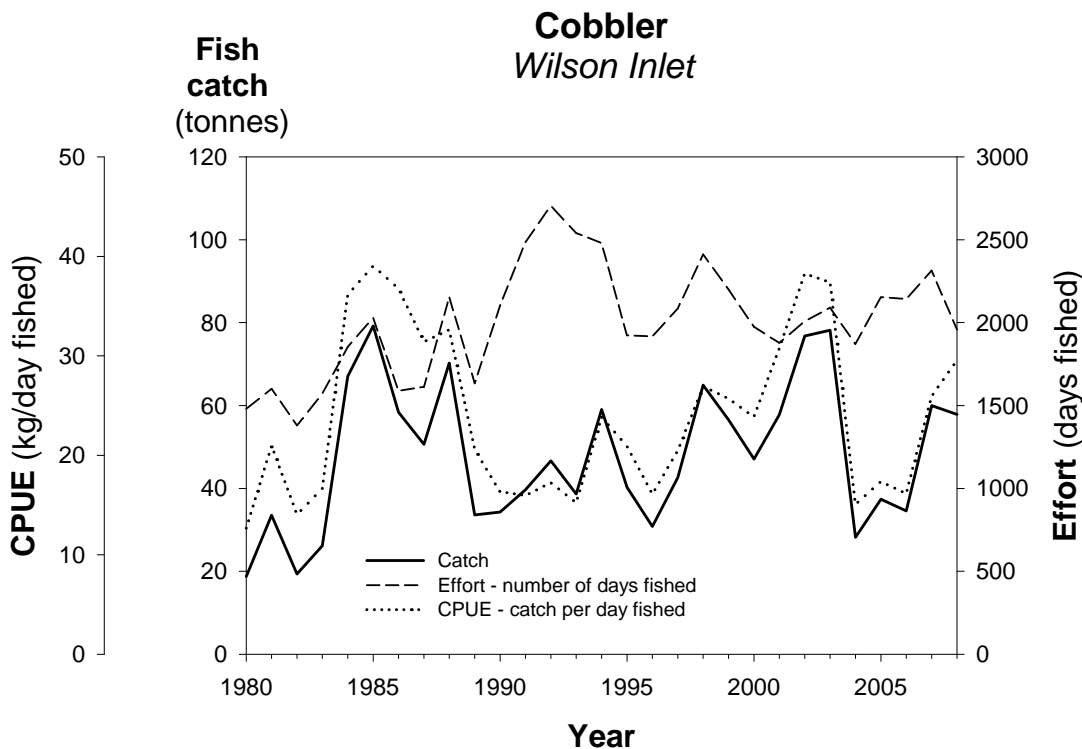 Cobbler
Wilson Inlet
Fish
catch
(tonnes)
CPUE (kg/day fished)
50
40
30
20
10
0
120
100
80
60
40
20
0
3000
2500
2000
1500
1000
500
0
Effort (days fished)
Catch
Effort - number of days fished
CPUE - catch per day fished
1980 1985 1990 1995 2000 2005
Year